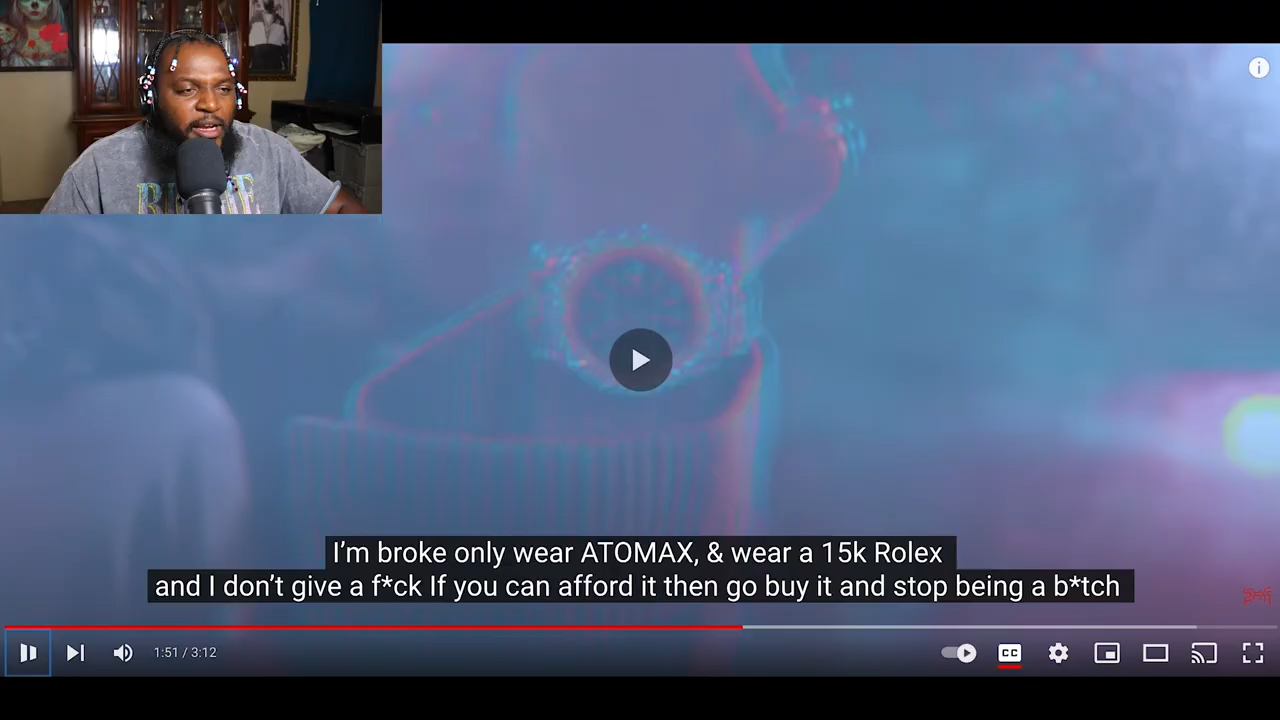 I’m broke only wear ATOMAX, & wear a 15k Rolex
and I don’t give a f*ck If you can afford it then go buy it and stop being a b*tch
1:51 / 3:12
CC